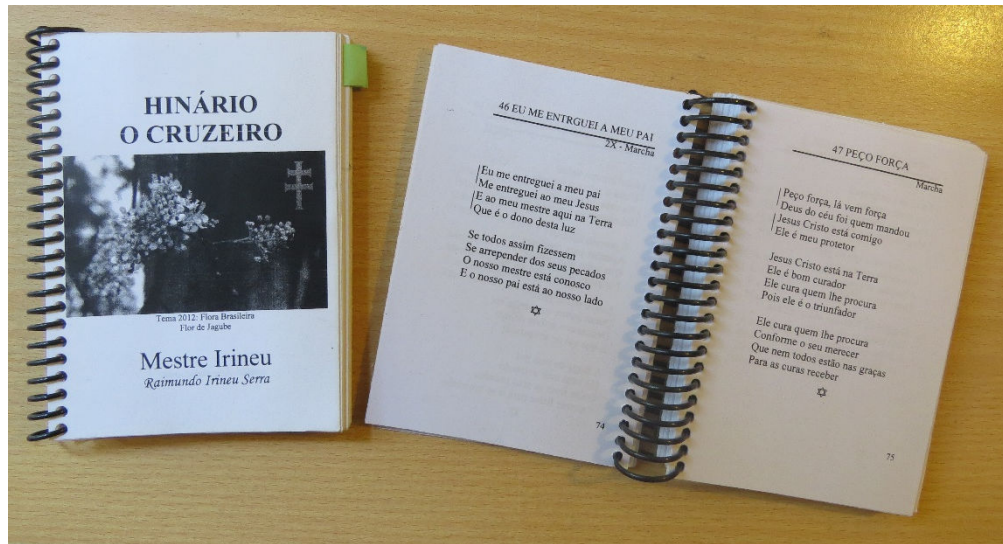 HINÁRIO
O CRUZEIRO
Tema 2012: Flora Brasileira
Flor de Jagube
Mestre Irineu
Raimundo Irineu Serra
46 EU ME ENTRGUEI A MEU PAI
2X - Marcha
Eu me entreguei a meu pai
Me entreguei ao meu Jesus
E ao meu mestre aqui na Terra
Que é o dono desta luz
Se todos assim fizessem
Se arrepender dos seus pecados
O nosso mestre está conosco
E o nosso pai está ao nosso lado
74
47 PEÇO FORÇA
Marcha
Peço força, lá vem força
Deus do céu foi quem mandou
Jesus Cristo está comigo
Ele é meu protetor
Jesus Cristo está na Terra
Ele é bom curador
Ele cura quem lhe procura
Pois ele é o triunfador
Ele cura quem lhe procura
Conforme o seu merecer
Que nem todos estão nas graças
Para as curas receber
75